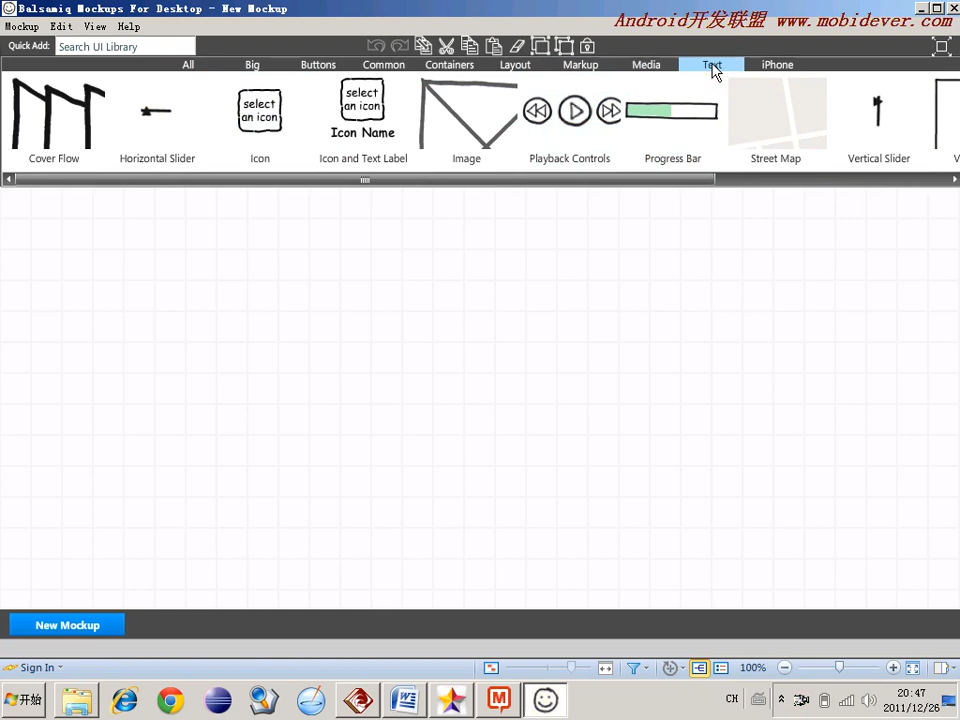 Balsamiq Mockups For Desktop - New Mockup
Mockup Edit View Help
Android开发联盟 www.mobidever.com
Quick Add: Search UI Library
All Big Buttons Common Containers Layout Markup Media Text iPhone
select
an icon
select
an icon
Icon Name
Cover Flow Horizontal Slider Icon Icon and Text Label Image Playback Controls Progress Bar Street Map Vertical Slider V
New Mockup
Sign In 100%
开始 CH 20:47
2011/12/26